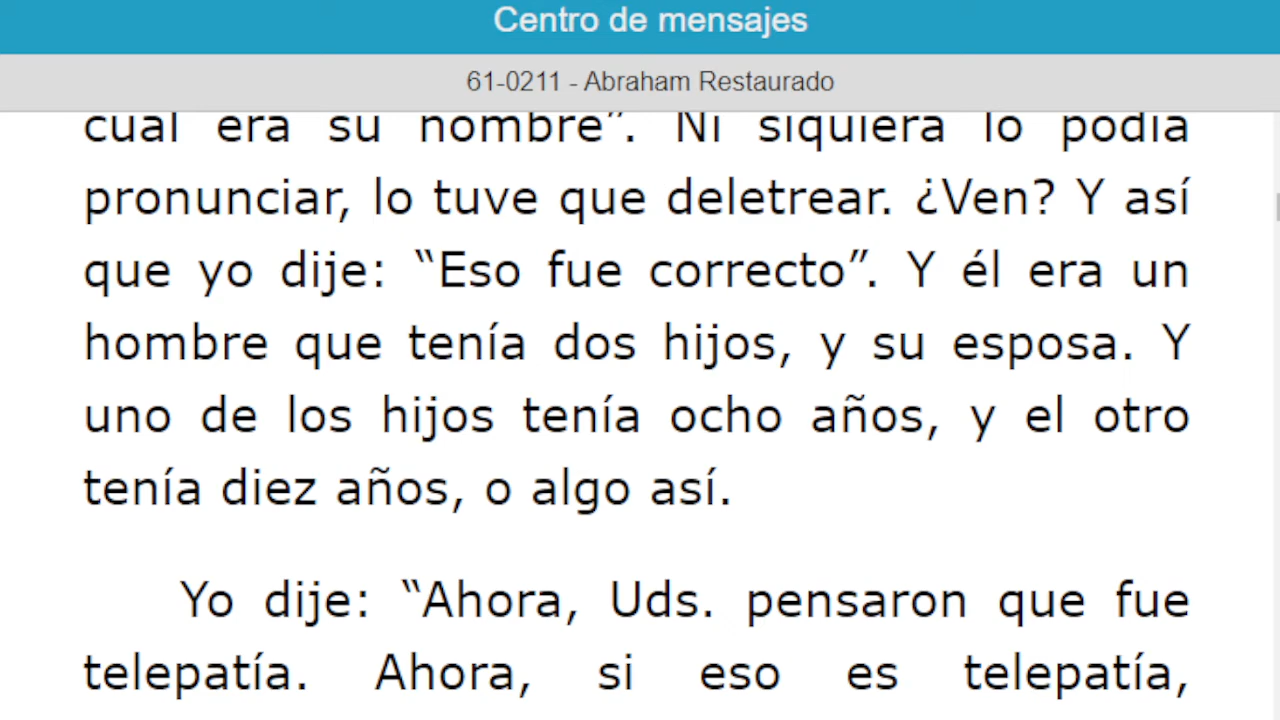 Centro de mensajes
61-0211 - Abraham Restaurado
cuál era su nombre”. Ni siquiera lo podía
pronunciar, lo tuve que deletrear. ¿Ven? Y así
que yo dije: “Eso fue correcto”. Y él era un
hombre que tenía dos hijos, y su esposa. Y
uno de los hijos tenía ocho años, y el otro
tenía diez años, o algo así.
Yo dije: “Ahora, Uds. pensaron que fue
telepatía. Ahora, si eso es telepatía,